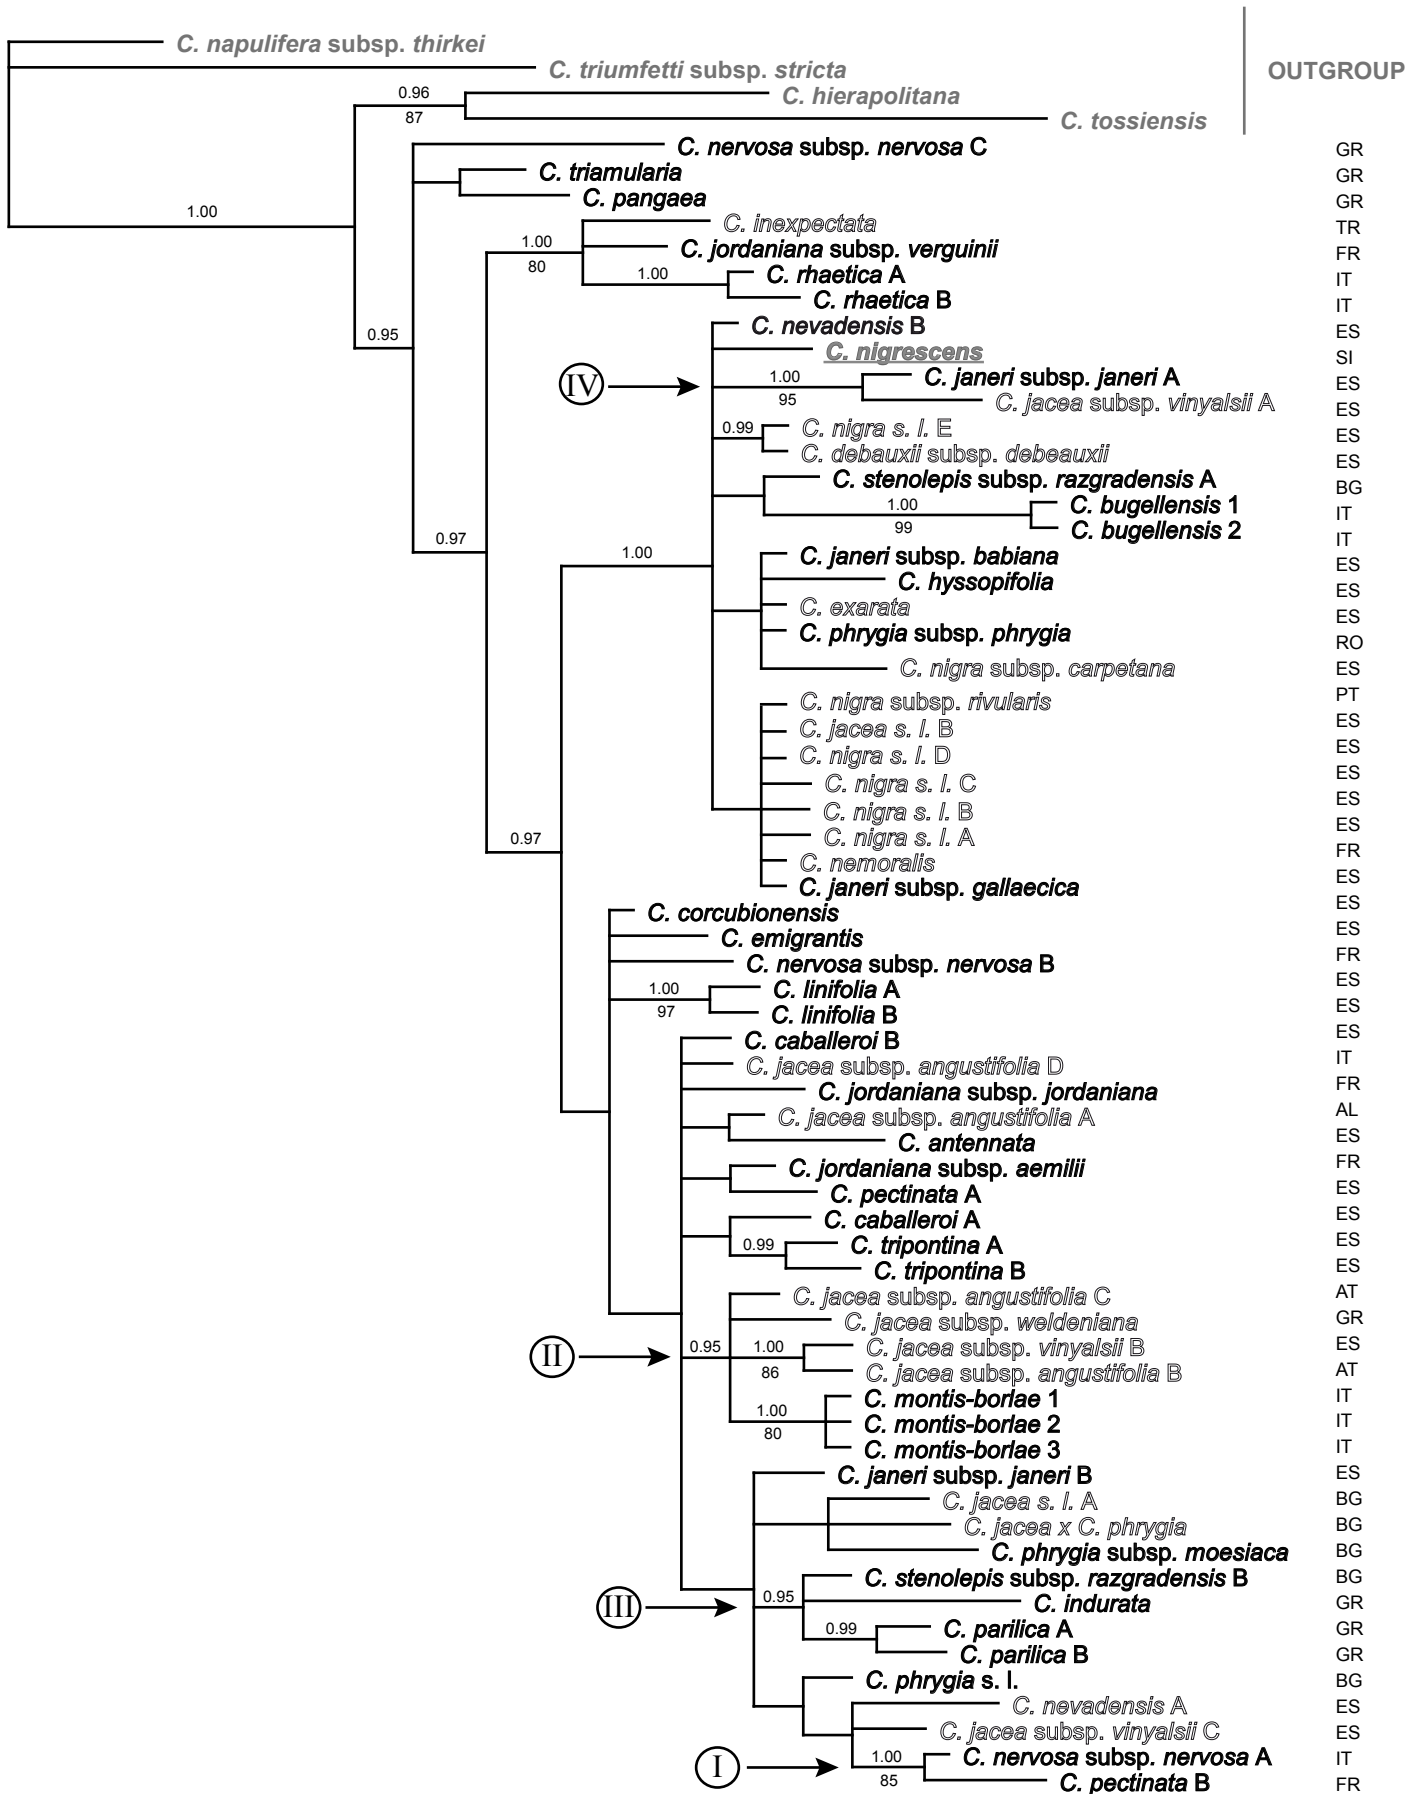 C. napulifera subsp. thirkei
C. triumfetti subsp. stricta
OUTGROUP
0.96
C. hierapolitana
87
C. tossiensis
C. nervosa subsp. nervosa C GR
C. triamularia GR
C. pangaea GR
1.00
C. inexpectata TR
1.00
C. jordaniana subsp. verguinii FR
80
1.00
C. rhaetica A IT
C. rhaetica B IT
C. nevadensis B ES
0.95
C. nigrescens SI
IV
1.00
C. janeri subsp. janeri A ES
95
C. jacea subsp. vinyalsii A ES
0.99
C. nigra s. l. E ES
C. debauxii subsp. debeauxii ES
C. stenolepis subsp. razgradensis A BG
1.00
C. bugellensis 1 IT
99
C. bugellensis 2 IT
0.97
1.00
C. janeri subsp. babiana ES
C. hyssopifolia ES
C. exarata ES
C. phrygia subsp. phrygia RO
C. nigra subsp. carpetana ES
C. nigra subsp. rivularis PT
C. jacea s. l. B ES
C. nigra s. l. D ES
C. nigra s. l. C ES
C. nigra s. l. B ES
C. nigra s. l. A ES
0.97
C. nemoralis FR
C. janeri subsp. gallaecica ES
C. corcubionensis ES
C. emigrantis ES
C. nervosa subsp. nervosa B FR
1.00
C. linifolia A ES
97
C. linifolia B ES
C. caballeroi B ES
C. jacea subsp. angustifolia D IT
C. jordaniana subsp. jordaniana FR
C. jacea subsp. angustifolia A AL
C. antennata ES
C. jordaniana subsp. aemilii FR
C. pectinata A ES
C. caballeroi A ES
0.99
C. tripontina A ES
C. tripontina B ES
C. jacea subsp. angustifolia C AT
C. jacea subsp. weldeniana GR
II
0.95
1.00
C. jacea subsp. vinyalsii B ES
86
C. jacea subsp. angustifolia B AT
C. montis-borlae 1 IT
1.00
C. montis-borlae 2 IT
80
C. montis-borlae 3 IT
C. janeri subsp. janeri B ES
C. jacea s. l. A BG
C. jacea x C. phrygia BG
C. phrygia subsp. moesiaca BG
C. stenolepis subsp. razgradensis B BG
III
0.95
C. indurata GR
0.99
C. parilica A GR
C. parilica B GR
C. phrygia s. l. BG
C. nevadensis A ES
C. jacea subsp. vinyalsii C ES
I
1.00
C. nervosa subsp. nervosa A IT
85
C. pectinata B FR